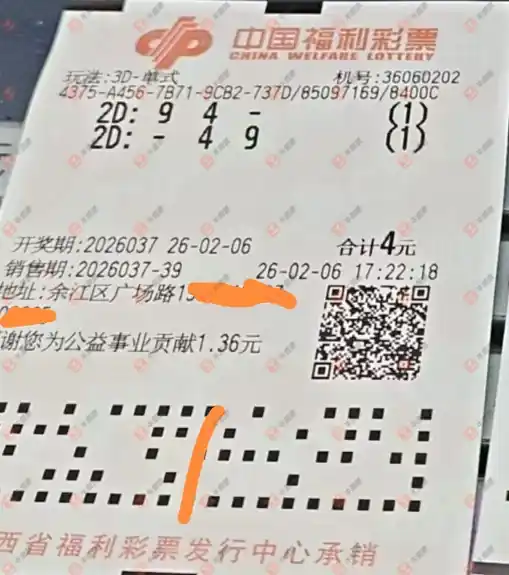 中国福利彩票
CHINA WELFARE LOTTERY
玩法:3D-单式 机号:36060202
4375-A456-7B71-9CB2-737D/85097169/8400C
2D: 9 4 - (1)
2D: - 4 9 (1)
开奖期:2026037 26-02-06 合计4元
销售期:2026037-39 26-02-06 17:22:18
地址:余江区广场路
谢您为公益事业贡献1.36元
西省福利彩票发行中心承销